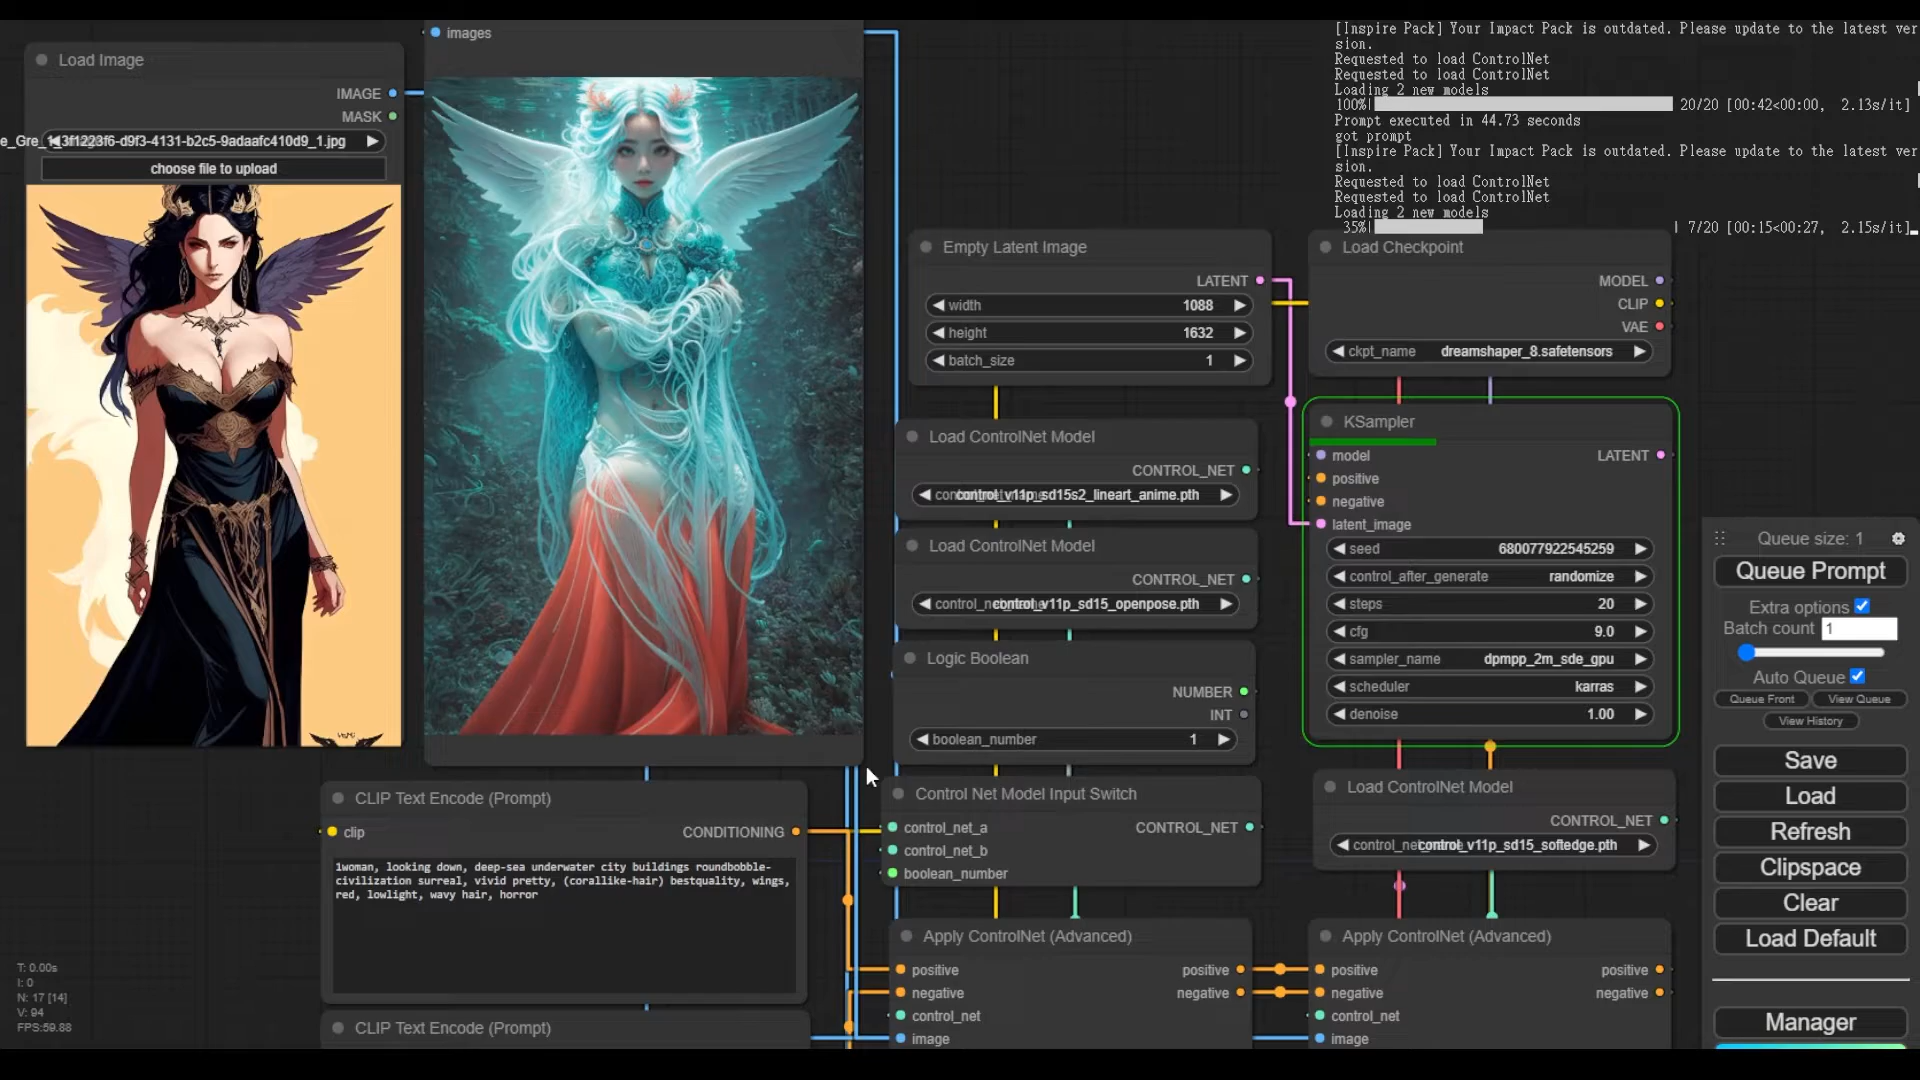 Load Image
IMAGE
MASK
e_Gre_1
3f1223f6-d9f3-4131-b2c5-9adaafc410d9_1.jpg
choose file to upload
images
[Inspire Pack] Your Impact Pack is outdated. Please update to the latest ver
sion.
Requested to load ControlNet
Requested to load ControlNet
Loading 2 new models
100%| 20/20 [00:42<00:00, 2.13s/it]
Prompt executed in 44.73 seconds
got prompt
[Inspire Pack] Your Impact Pack is outdated. Please update to the latest ver
sion.
Requested to load ControlNet
Requested to load ControlNet
Loading 2 new models
35%| | 7/20 [00:15<00:27, 2.15s/it]
Empty Latent Image
LATENT
width 1088
height 1632
batch_size 1
Load Checkpoint
MODEL
CLIP
VAE
ckpt_name dreamshaper_8.safetensors
Load ControlNet Model
CONTROL_NET
control_v11p_sd15s2_lineart_anime.pth
Load ControlNet Model
CONTROL_NET
control_v11p_sd15_openpose.pth
Logic Boolean
NUMBER
INT
boolean_number 1
Control Net Model Input Switch
control_net_a CONTROL_NET
control_net_b
boolean_number
KSampler
model LATENT
positive
negative
latent_image
seed 680077922545259
control_after_generate randomize
steps 20
cfg 9.0
sampler_name dpmpp_2m_sde_gpu
scheduler karras
denoise 1.00
Load ControlNet Model
CONTROL_NET
control_v11p_sd15_softedge.pth
CLIP Text Encode (Prompt)
clip CONDITIONING
1woman, looking down, deep-sea underwater city buildings roundbobble-
civilization surreal, vivid pretty, (corallike-hair) bestquality, wings,
red, lowlight, wavy hair, horror
CLIP Text Encode (Prompt)
Apply ControlNet (Advanced)
positive positive
negative negative
control_net
image
Apply ControlNet (Advanced)
positive positive
negative negative
control_net
image
Queue size: 1
Queue Prompt
Extra options
Batch count 1
Auto Queue
Queue Front View Queue
View History
Save
Load
Refresh
Clipspace
Clear
Load Default
Manager
T: 0.00s
I: 0
N: 17 [14]
V: 94
FPS:59.88